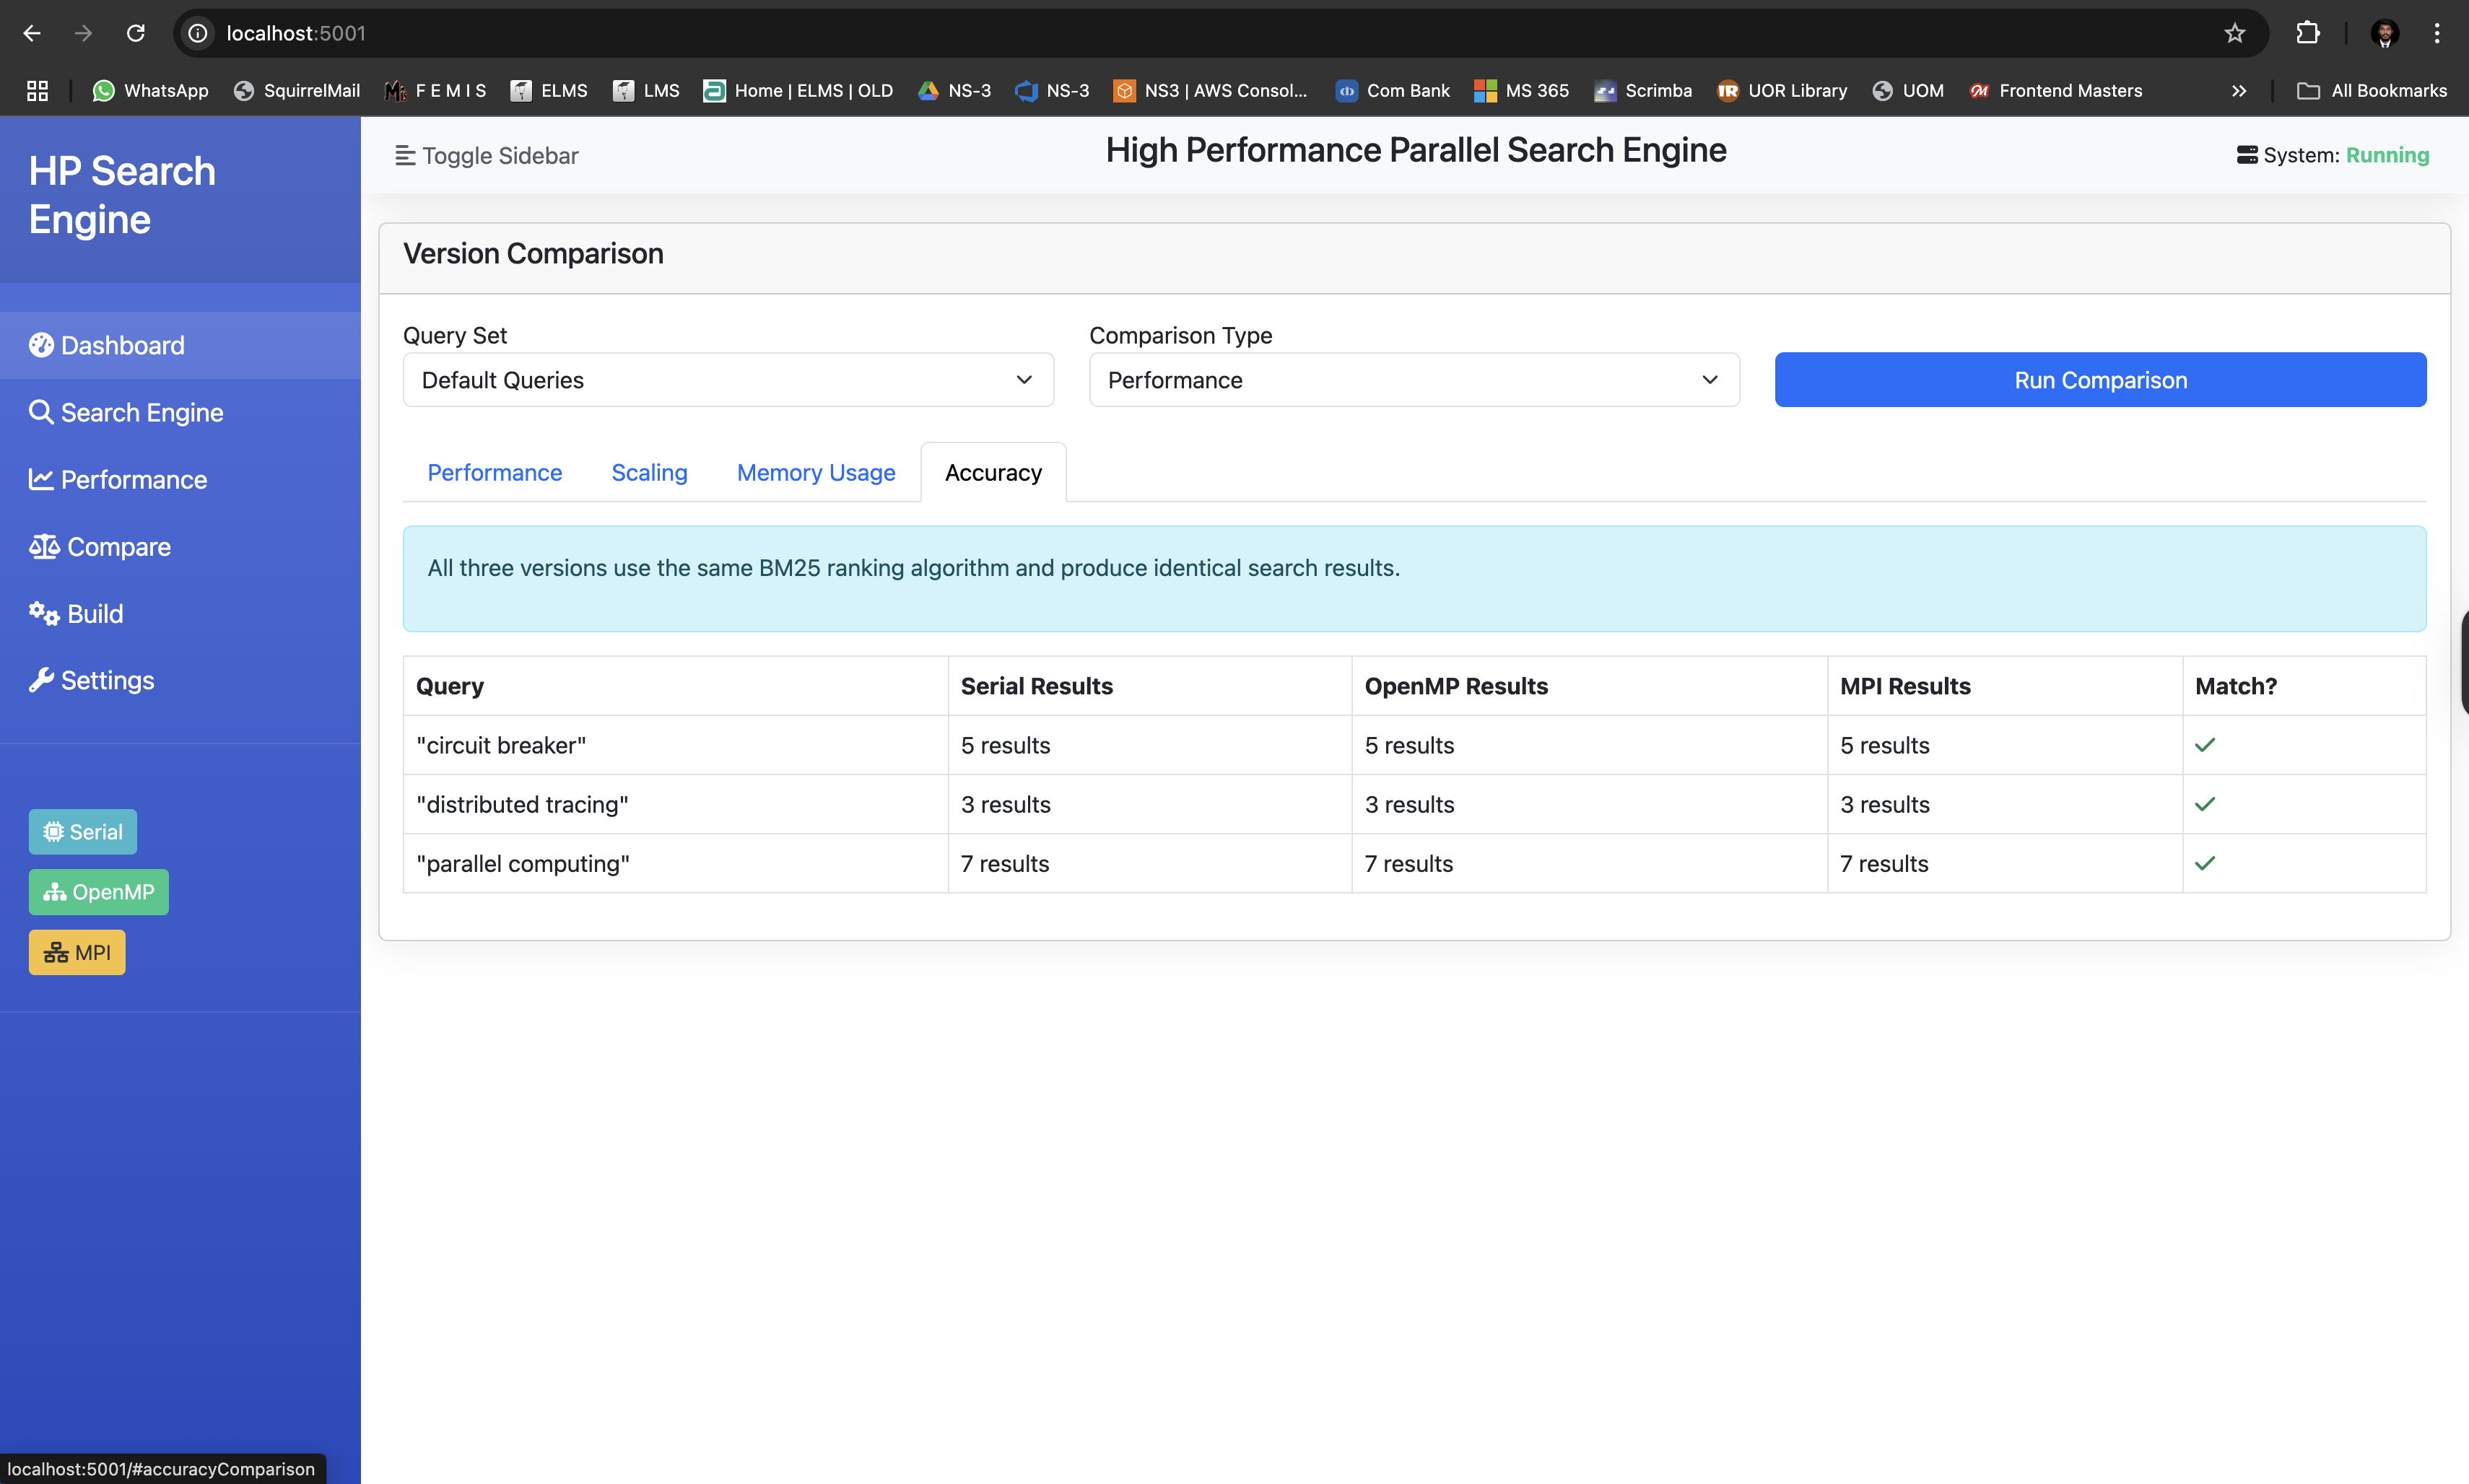 localhost:5001
WhatsApp SquirrelMail F E M I S ELMS LMS Home | ELMS | OLD NS-3 NS-3 NS3 | AWS Consol... Com Bank MS 365 Scrimba UOR Library UOM Frontend Masters All Bookmarks
HP Search
Engine
Dashboard
Search Engine
Performance
Compare
Build
Settings
Serial
OpenMP
MPI
Toggle Sidebar
High Performance Parallel Search Engine
System: Running
Version Comparison
Query Set
Default Queries
Comparison Type
Performance
Run Comparison
Performance Scaling Memory Usage Accuracy
All three versions use the same BM25 ranking algorithm and produce identical search results.
Query Serial Results OpenMP Results MPI Results Match?
"circuit breaker" 5 results 5 results 5 results
"distributed tracing" 3 results 3 results 3 results
"parallel computing" 7 results 7 results 7 results
localhost:5001/#accuracyComparison